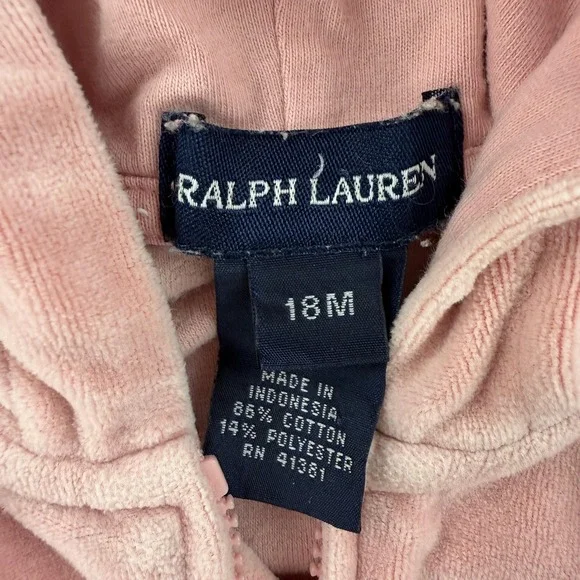 RALPH LAUREN
18M
MADE IN
INDONESIA
86% COTTON
14% POLYESTER
RN 41381